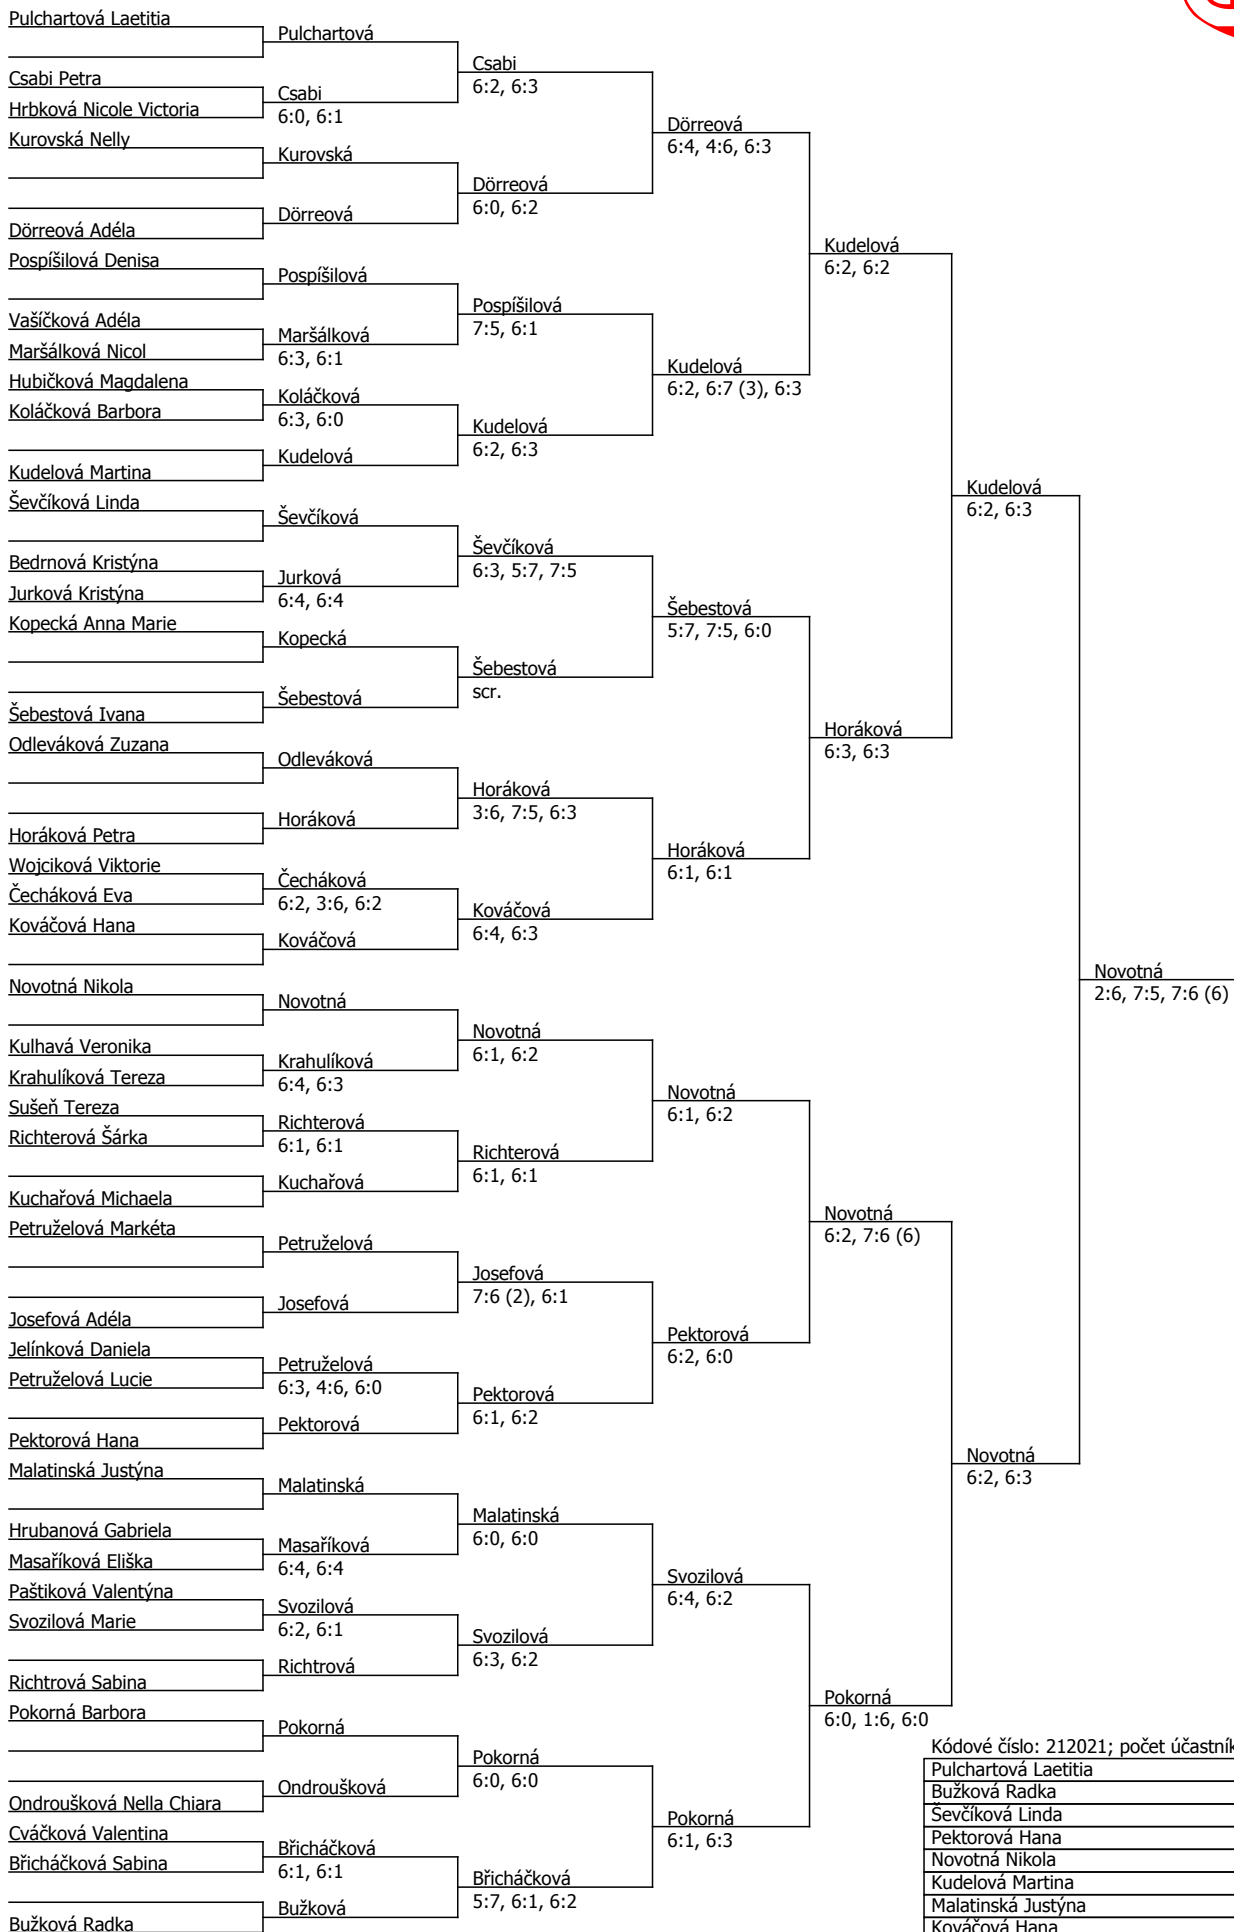 Pulchartová Laetitia
Csabi Petra
Hrbková Nicole Victoria
Kurovská Nelly
Dörreová Adéla
Pospíšilová Denisa
Vašíčková Adéla
Maršálková Nicol
Hubičková Magdalena
Koláčková Barbora
Kudelová Martina
Ševčíková Linda
Bedrnová Kristýna
Jurková Kristýna
Kopecká Anna Marie
Šebestová Ivana
Odleváková Zuzana
Horáková Petra
Wojciková Viktorie
Čecháková Eva
Kováčová Hana
Novotná Nikola
Kulhavá Veronika
Krahulíková Tereza
Sušeň Tereza
Richterová Šárka
Kuchařová Michaela
Petruželová Markéta
Josefová Adéla
Jelínková Daniela
Petruželová Lucie
Pektorová Hana
Malatinská Justýna
Hrubanová Gabriela
Masaříková Eliška
Paštiková Valentýna
Svozilová Marie
Richtrová Sabina
Pokorná Barbora
Ondroušková Nella Chiara
Cváčková Valentina
Břicháčková Sabina
Bužková Radka
Pulchartová
Csabi
6:0, 6:1
Kurovská
Dörreová
Pospíšilová
Maršálková
6:3, 6:1
Koláčková
6:3, 6:0
Kudelová
Ševčíková
Jurková
6:4, 6:4
Kopecká
Šebestová
Odleváková
Horáková
Čecháková
6:2, 3:6, 6:2
Kováčová
Novotná
Krahulíková
6:4, 6:3
Richterová
6:1, 6:1
Kuchařová
Petruželová
Josefová
Petruželová
6:3, 4:6, 6:0
Pektorová
Malatinská
Masaříková
6:4, 6:4
Svozilová
6:2, 6:1
Richtrová
Pokorná
Ondroušková
Břicháčková
6:1, 6:1
Bužková
Csabi
6:2, 6:3
Dörreová
6:0, 6:2
Pospíšilová
7:5, 6:1
Kudelová
6:2, 6:3
Ševčíková
6:3, 5:7, 7:5
Šebestová
scr.
Horáková
3:6, 7:5, 6:3
Kováčová
6:4, 6:3
Novotná
6:1, 6:2
Richterová
6:1, 6:1
Josefová
7:6 (2), 6:1
Pektorová
6:1, 6:2
Malatinská
6:0, 6:0
Svozilová
6:3, 6:2
Pokorná
6:0, 6:0
Břicháčková
5:7, 6:1, 6:2
Dörreová
6:4, 4:6, 6:3
Kudelová
6:2, 6:7 (3), 6:3
Šebestová
5:7, 7:5, 6:0
Horáková
6:1, 6:1
Novotná
6:1, 6:2
Pektorová
6:2, 6:0
Svozilová
6:4, 6:2
Pokorná
6:1, 6:3
Kudelová
6:2, 6:2
Horáková
6:3, 6:3
Novotná
6:2, 7:6 (6)
Pokorná
6:0, 1:6, 6:0
Kudelová
6:2, 6:3
Novotná
6:2, 6:3
Novotná
2:6, 7:5, 7:6 (6)
Kódové číslo: 212021; počet účastník
Pulchartová Laetitia
Bužková Radka
Ševčíková Linda
Pektorová Hana
Novotná Nikola
Kudelová Martina
Malatinská Justýna
Kováčová Hana